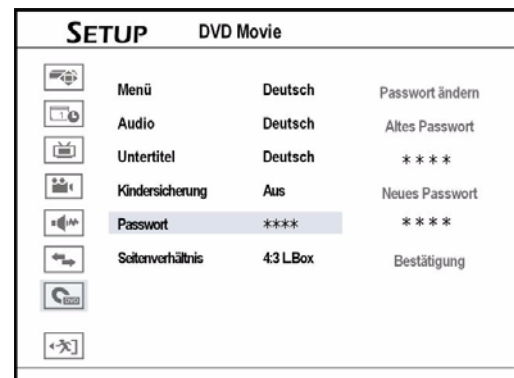 SETUP DVD Movie
Menü Deutsch Passwort ändern
Audio Deutsch Altes Passwort
Untertitel Deutsch ****
Kindersicherung Aus Neues Passwort
Passwort **** ****
Seitenverhältnis 4:3 L.Box Bestätigung
DVD